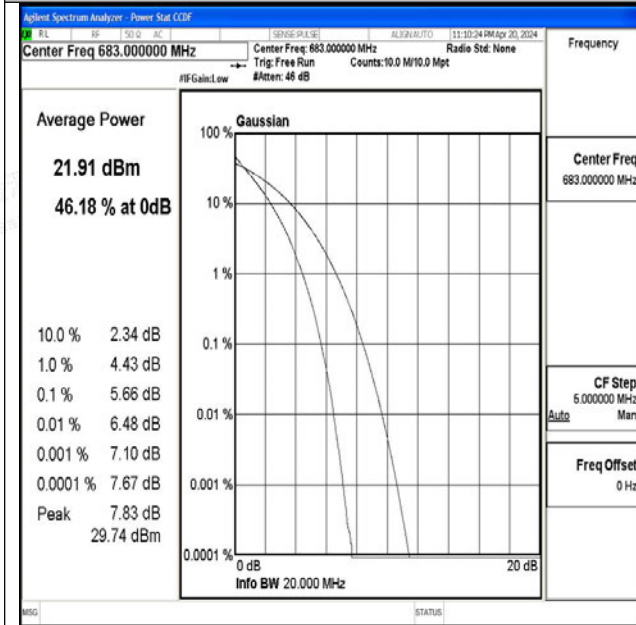 Agilent Spectrum Analyzer - Power Stat CCDF
RL RF 50 Ω AC SENSE:PULSE ALIGNAUTO 11:10:24 PM Apr 20, 2024
Center Freq 683.000000 MHz
Center Freq: 683.000000 MHz Radio Std: None
Trig: Free Run Counts:10.0 M/10.0 Mpt
#IFGain:Low #Atten: 46 dB
Frequency
Average Power
21.91 dBm
46.18 % at 0dB
10.0 % 2.34 dB
1.0 % 4.43 dB
0.1 % 5.66 dB
0.01 % 6.48 dB
0.001 % 7.10 dB
0.0001 % 7.67 dB
Peak 7.83 dB
29.74 dBm
Gaussian
100 %
10 %
1 %
0.1 %
0.01 %
0.001 %
0.0001 %
0 dB 20 dB
Info BW 20.000 MHz
Center Freq
683.000000 MHz
CF Step
5.000000 MHz
Auto Man
Freq Offset
0 Hz
MSG STATUS